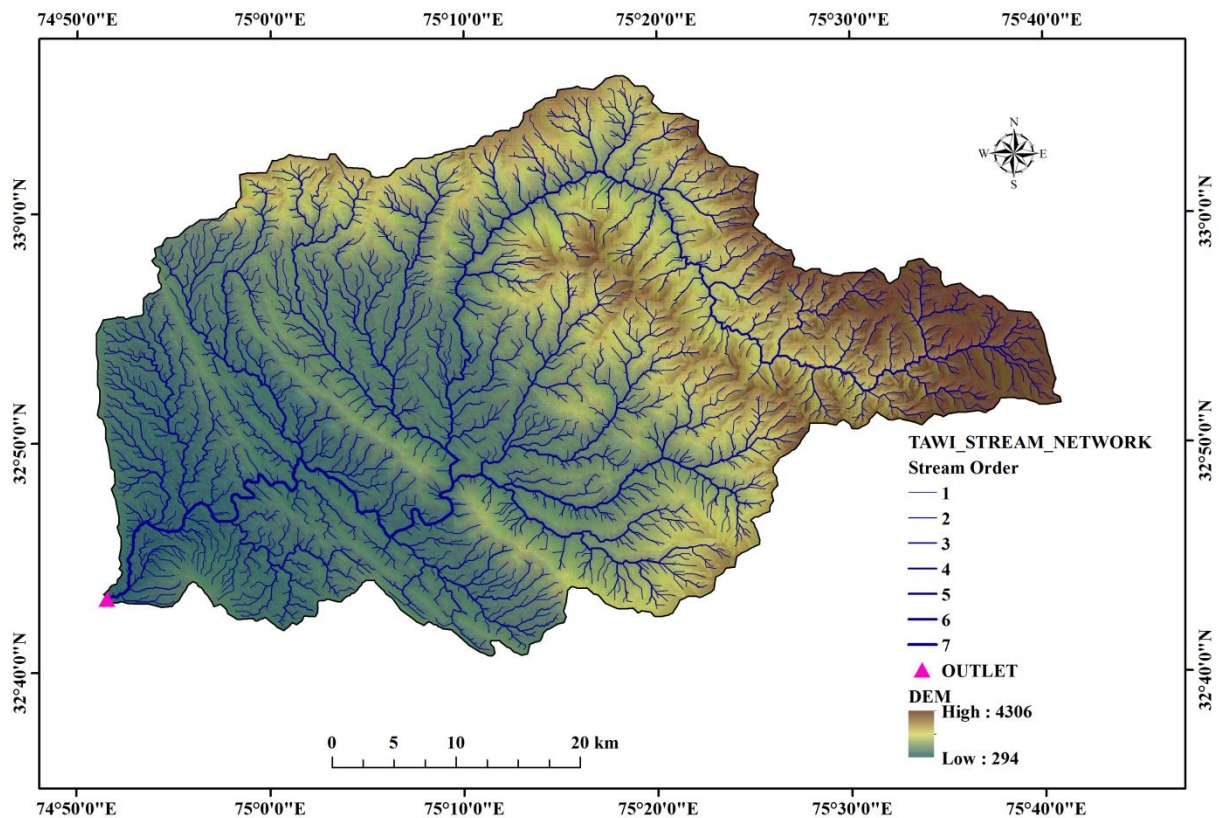 74°50'0"E 75°0'0"E 75°10'0"E 75°20'0"E 75°30'0"E 75°40'0"E
N
W E
S
33°0'0"N 33°0'0"N
32°50'0"N 32°50'0"N
32°40'0"N 32°40'0"N
TAWI_STREAM_NETWORK
Stream Order
1
2
3
4
5
6
7
OUTLET
DEM
High : 4306
Low : 294
0 5 10 20 km
74°50'0"E 75°0'0"E 75°10'0"E 75°20'0"E 75°30'0"E 75°40'0"E